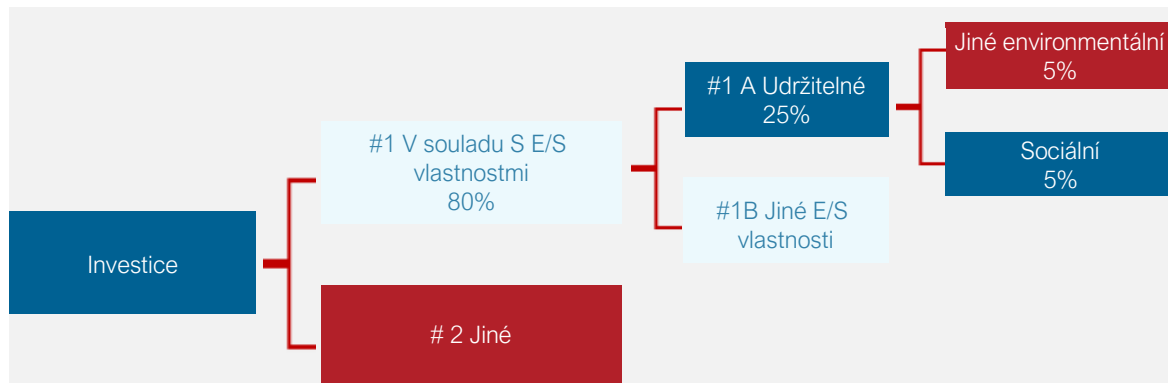 Jiné environmentální
5%
#1 A Udržitelné
25%
#1 V souladu S E/S
vlastnostmi
80%
Sociální
5%
#1B Jiné E/S
vlastnosti
Investice
# 2 Jiné